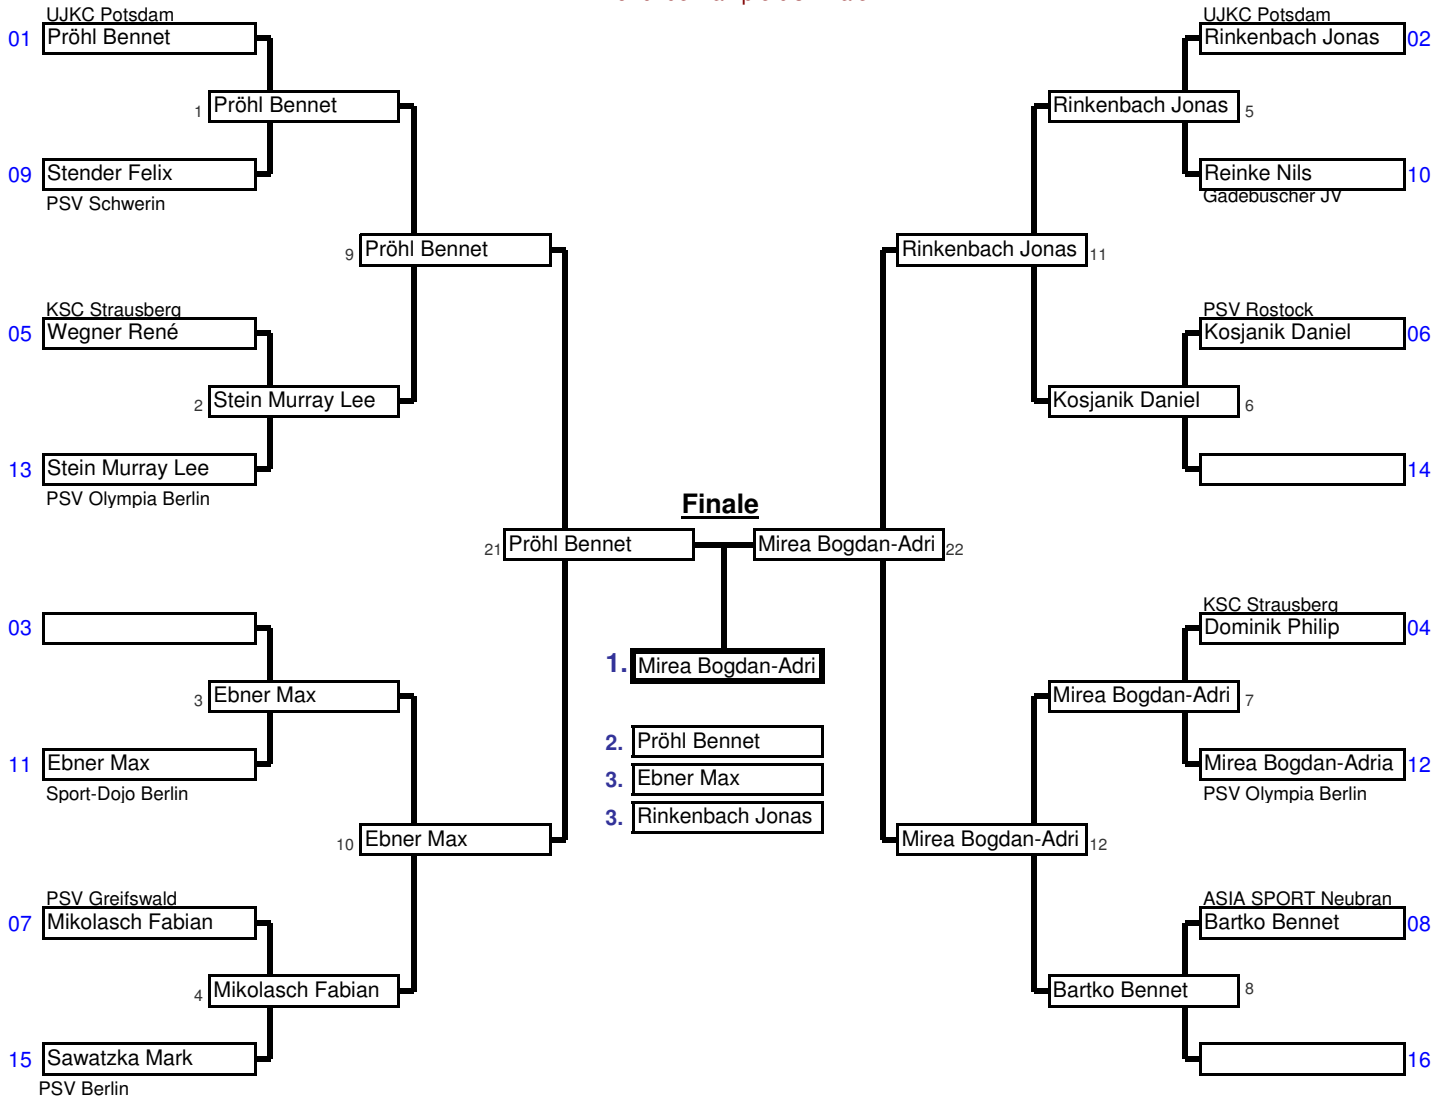 UJKC Potsdam
01 Pröhl Bennet
1 Pröhl Bennet
09 Stender Felix
PSV Schwerin
9 Pröhl Bennet
KSC Strausberg
05 Wegner René
2 Stein Murray Lee
13 Stein Murray Lee
PSV Olympia Berlin
21 Pröhl Bennet
03
3 Ebner Max
11 Ebner Max
Sport-Dojo Berlin
10 Ebner Max
PSV Greifswald
07 Mikolasch Fabian
4 Mikolasch Fabian
15 Sawatzka Mark
PSV Berlin
Finale
1. Mirea Bogdan-Adri
2. Pröhl Bennet
3. Ebner Max
3. Rinkenbach Jonas
UJKC Potsdam
Rinkenbach Jonas 02
Rinkenbach Jonas 5
Reinke Nils 10
Gadebuscher JV
Rinkenbach Jonas 11
PSV Rostock
Kosjanik Daniel 06
Kosjanik Daniel 6
14
Mirea Bogdan-Adri 22
KSC Strausberg
Dominik Philip 04
Mirea Bogdan-Adri 7
Mirea Bogdan-Adria 12
PSV Olympia Berlin
Mirea Bogdan-Adri 12
ASIA SPORT Neubran
Bartko Bennet 08
Bartko Bennet 8
16